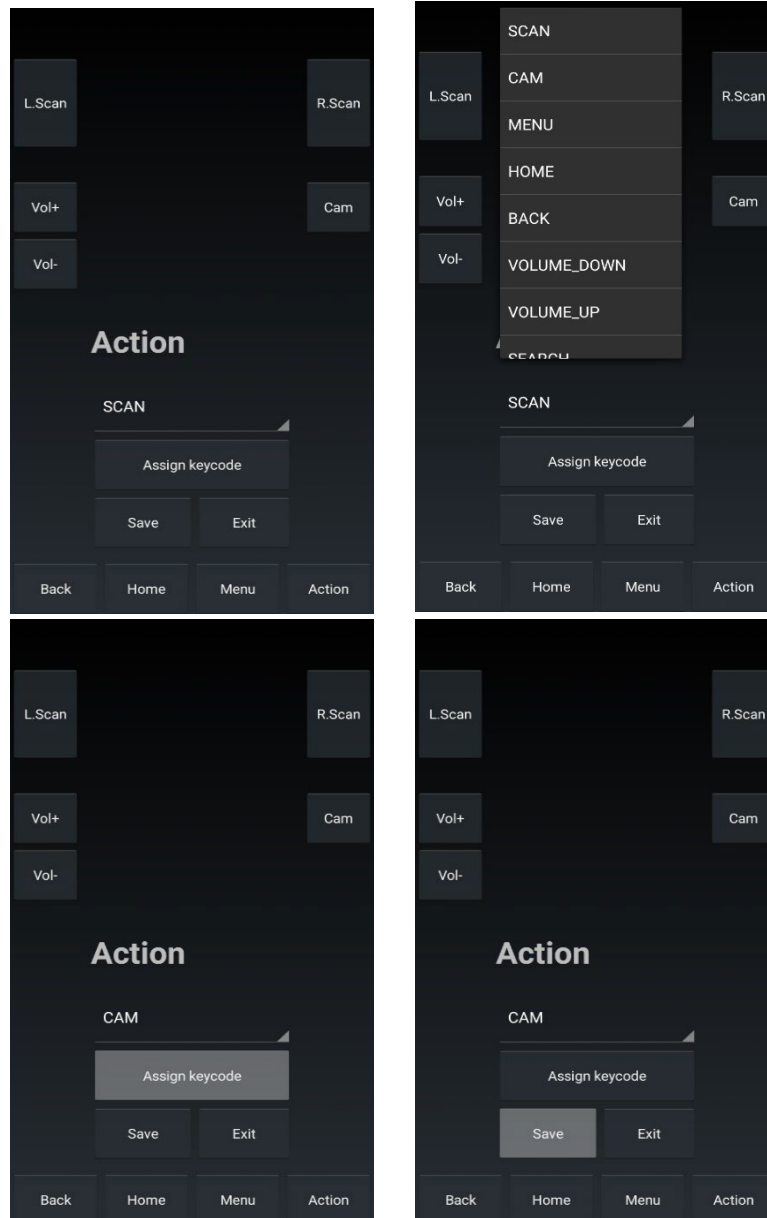 L.Scan
R.Scan
Vol+
Cam
Vol-
Action
SCAN
Assign keycode
Save Exit
Back Home Menu Action
SCAN
CAM
MENU
HOME
BACK
VOLUME_DOWN
VOLUME_UP
SEARCH
L.Scan
R.Scan
Vol+
Cam
Vol-
SCAN
Assign keycode
Save Exit
Back Home Menu Action
L.Scan
R.Scan
Vol+
Cam
Vol-
Action
CAM
Assign keycode
Save Exit
Back Home Menu Action
L.Scan
R.Scan
Vol+
Cam
Vol-
Action
CAM
Assign keycode
Save Exit
Back Home Menu Action